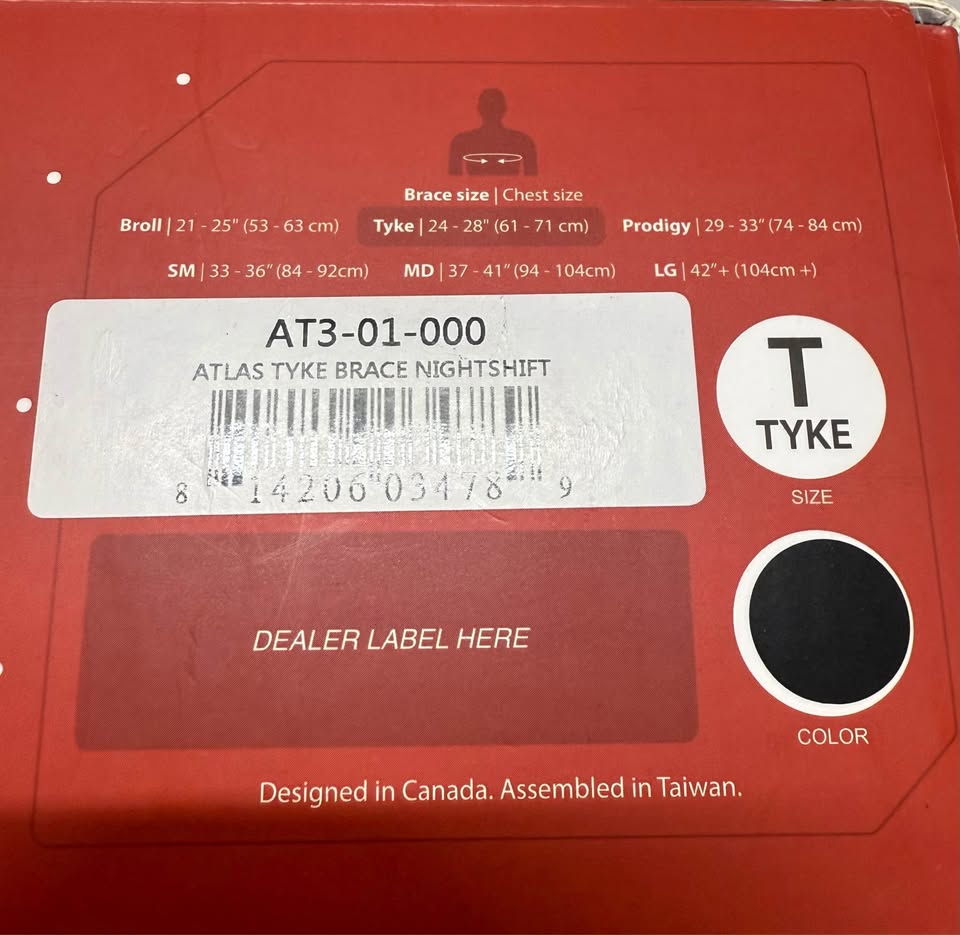 Brace size | Chest size
Broll | 21 - 25" (53 - 63 cm) Tyke | 24 - 28" (61 - 71 cm) Prodigy | 29 - 33" (74 - 84 cm)
SM | 33 - 36" (84 - 92cm) MD | 37 - 41" (94 - 104cm) LG | 42"+ (104cm +)
AT3-01-000
ATLAS TYKE BRACE NIGHTSHIFT
8 14206 03478 9
T
TYKE
SIZE
DEALER LABEL HERE
COLOR
Designed in Canada. Assembled in Taiwan.